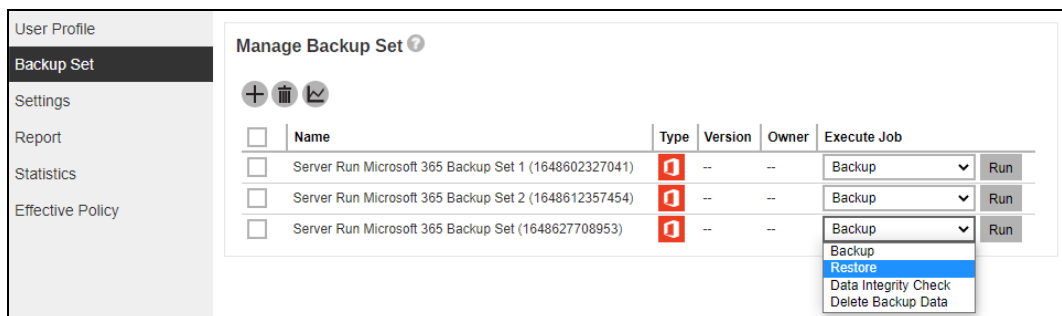 User Profile
Backup Set
Settings
Report
Statistics
Effective Policy
Manage Backup Set ?
Name Type Version Owner Execute Job
Server Run Microsoft 365 Backup Set 1 (1648602327041) -- -- Backup Run
Server Run Microsoft 365 Backup Set 2 (1648612357454) -- -- Backup Run
Server Run Microsoft 365 Backup Set (1648627708953) -- -- Backup Run
Backup
Restore
Data Integrity Check
Delete Backup Data